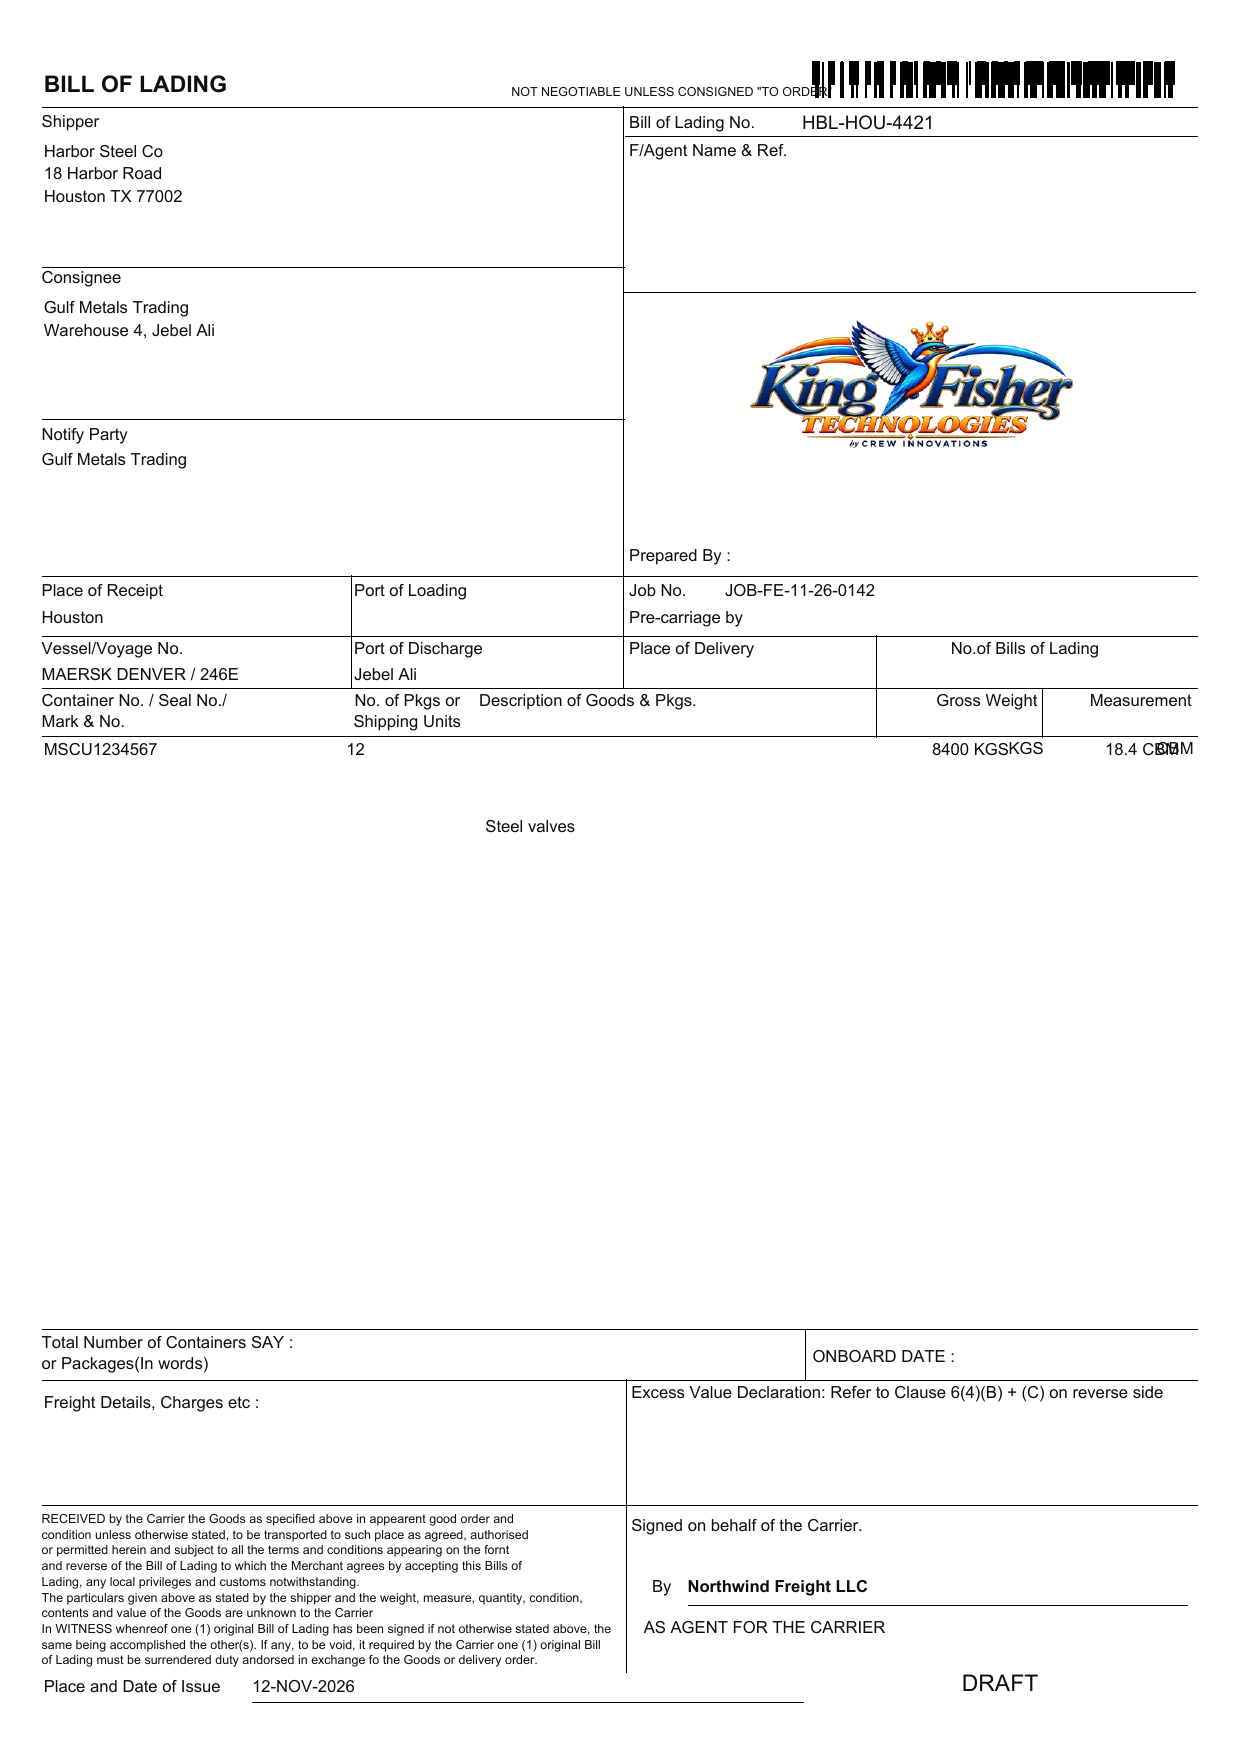 BILL OF LADING
NOT NEGOTIABLE UNLESS CONSIGNED "TO ORDER
Shipper
Bill of Lading No. HBL-HOU-4421
Harbor Steel Co
18 Harbor Road
Houston TX 77002
F/Agent Name & Ref.
Consignee
Gulf Metals Trading
Warehouse 4, Jebel Ali
King Fisher
TECHNOLOGIES
by CREW INNOVATIONS
Notify Party
Gulf Metals Trading
Prepared By :
Place of Receipt Port of Loading Job No. JOB-FE-11-26-0142
Houston Pre-carriage by
Vessel/Voyage No. Port of Discharge Place of Delivery No.of Bills of Lading
MAERSK DENVER / 246E Jebel Ali
Container No. / Seal No./ No. of Pkgs or Description of Goods & Pkgs. Gross Weight Measurement
Mark & No. Shipping Units
MSCU1234567 12 8400 KGS KGS 18.4 CBM CBM
Steel valves
Total Number of Containers SAY :
or Packages(In words)
ONBOARD DATE :
Freight Details, Charges etc :
Excess Value Declaration: Refer to Clause 6(4)(B) + (C) on reverse side
RECEIVED by the Carrier the Goods as specified above in appearent good order and
condition unless otherwise stated, to be transported to such place as agreed, authorised
or permitted herein and subject to all the terms and conditions appearing on the fornt
and reverse of the Bill of Lading to which the Merchant agrees by accepting this Bills of
Lading, any local privileges and customs notwithstanding.
The particulars given above as stated by the shipper and the weight, measure, quantity, condition,
contents and value of the Goods are unknown to the Carrier
In WITNESS whenreof one (1) original Bill of Lading has been signed if not otherwise stated above, the
same being accomplished the other(s). If any, to be void, it required by the Carrier one (1) original Bill
of Lading must be surrendered duty andorsed in exchange fo the Goods or delivery order.
Signed on behalf of the Carrier.
By Northwind Freight LLC
AS AGENT FOR THE CARRIER
Place and Date of Issue 12-NOV-2026
DRAFT